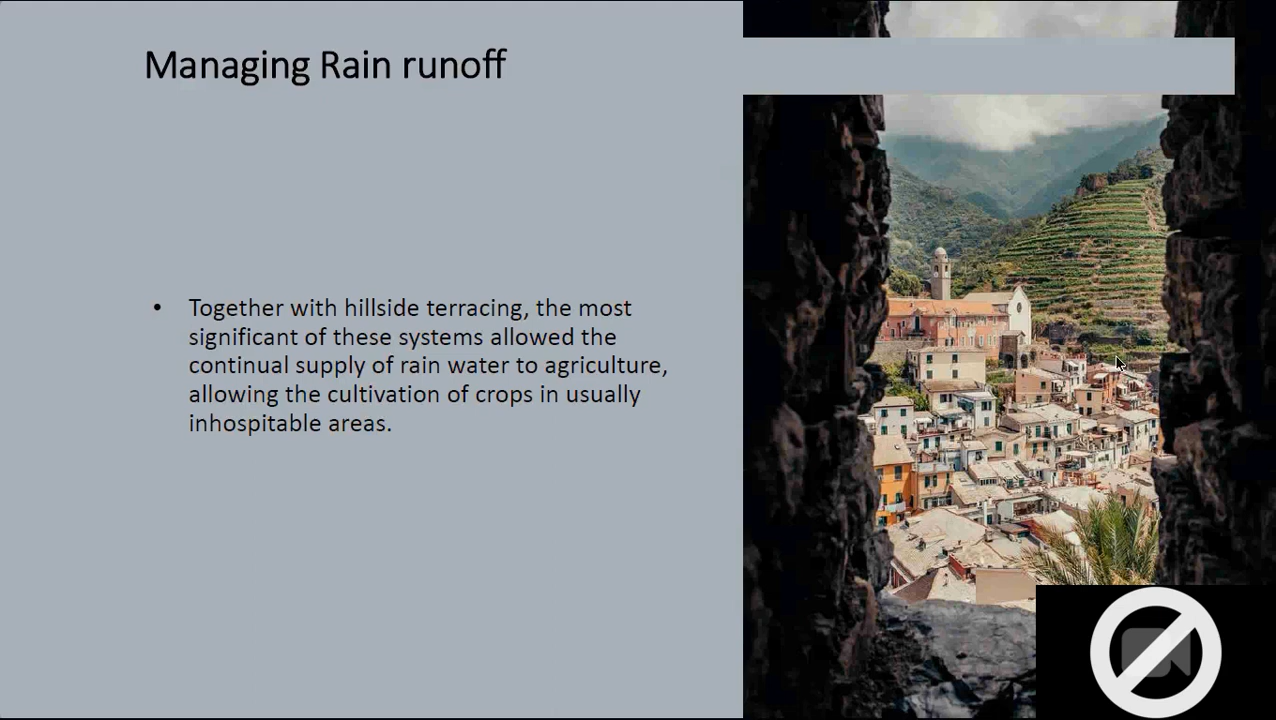 Managing Rain runoff
• Together with hillside terracing, the most
significant of these systems allowed the
continual supply of rain water to agriculture,
allowing the cultivation of crops in usually
inhospitable areas.